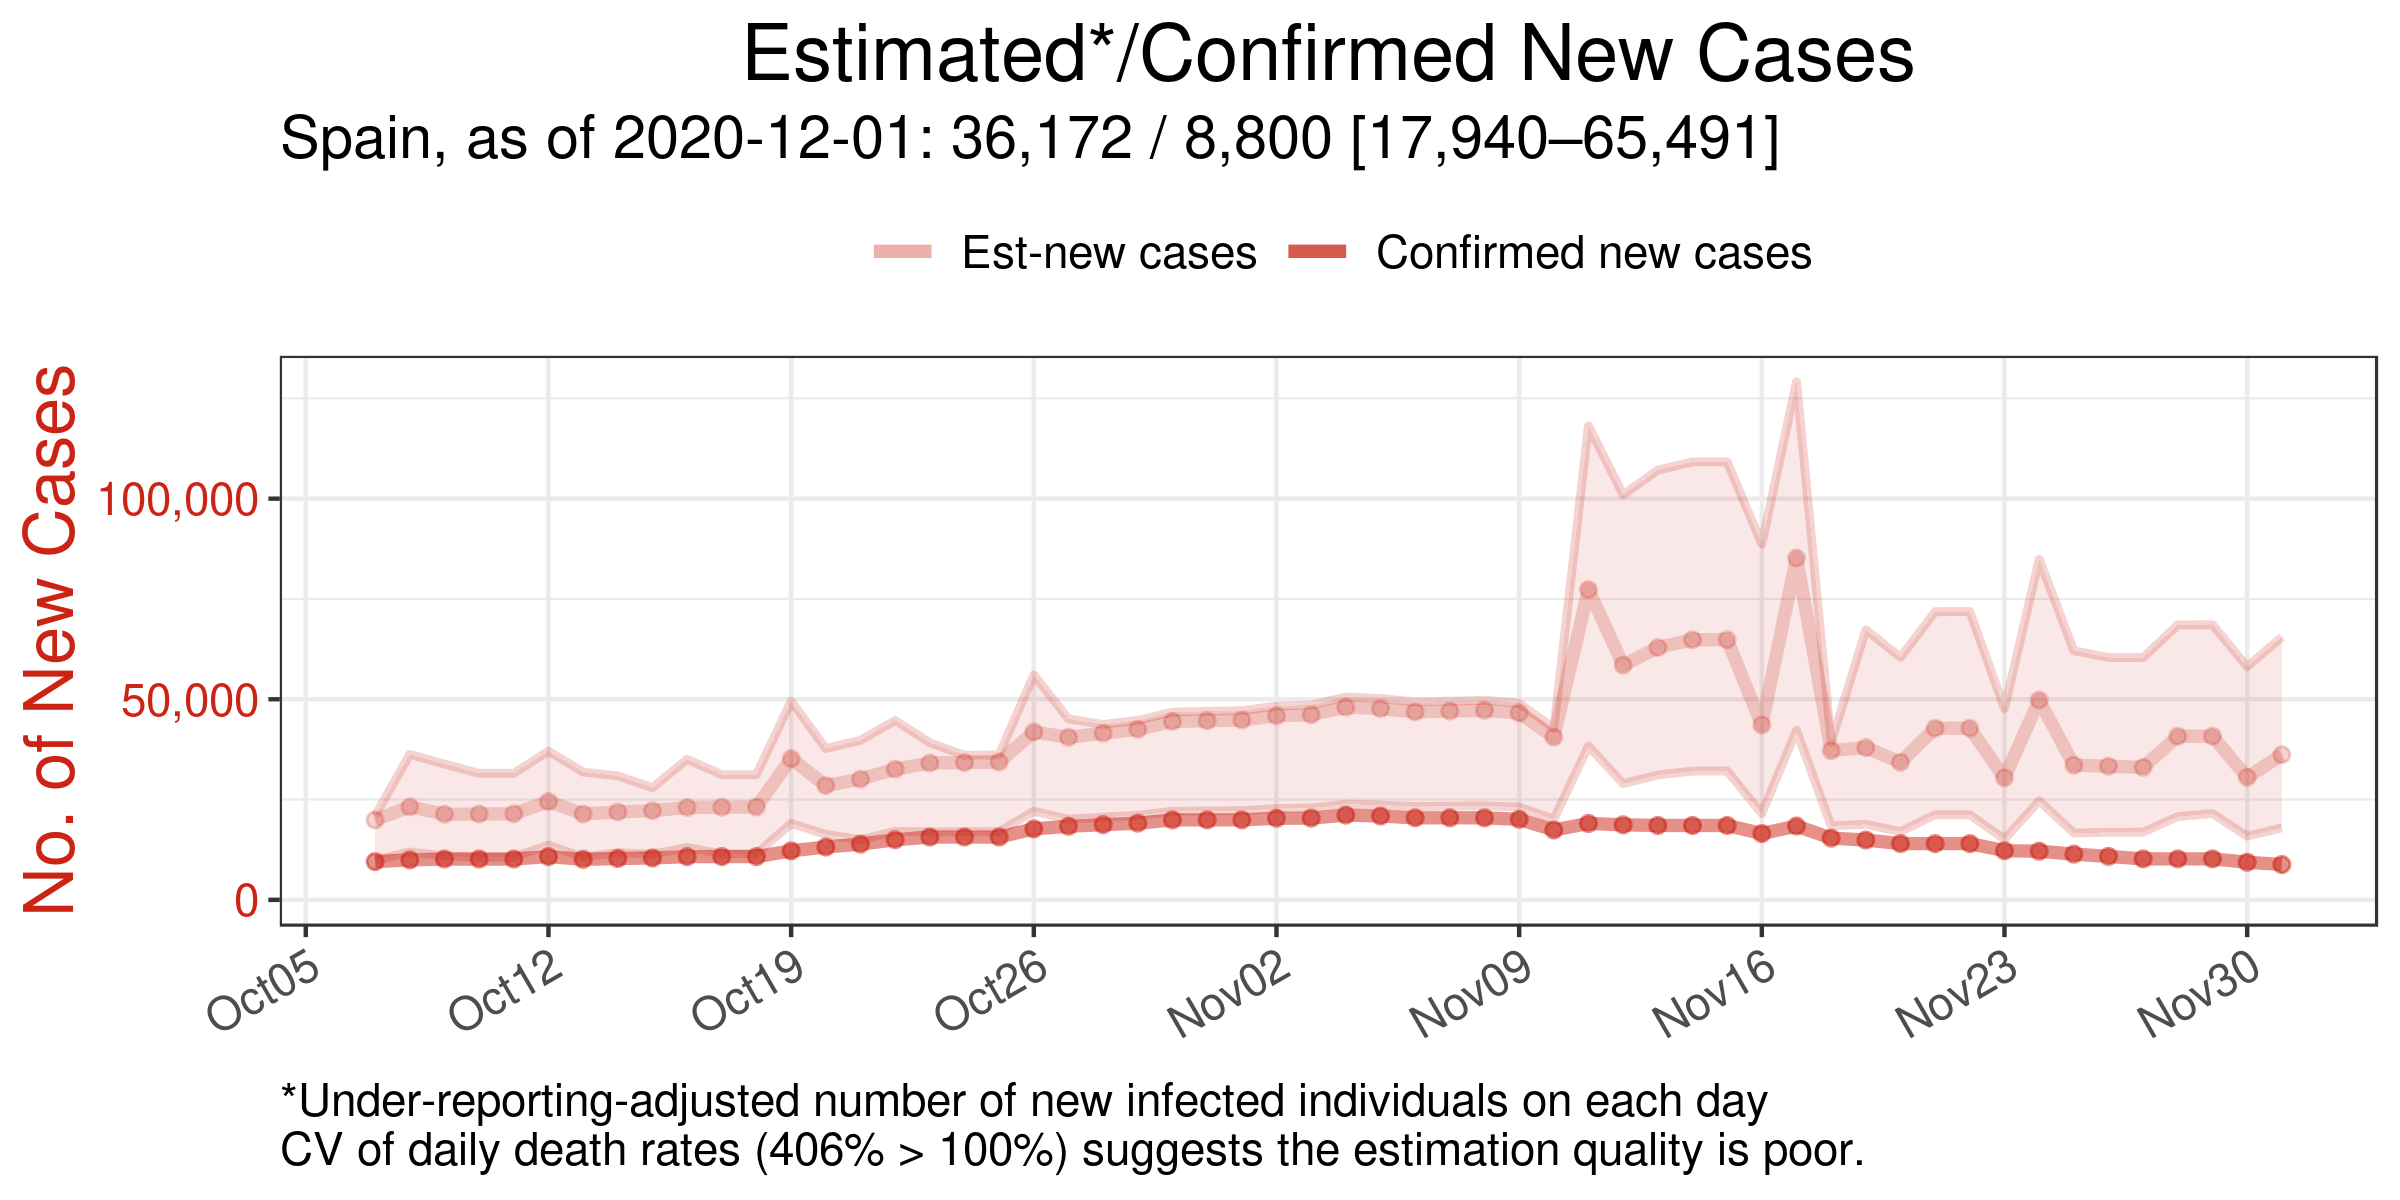 Estimated*/Confirmed New Cases
Spain, as of 2020-12-01: 36,172 / 8,800 [17,940–65,491]
Est-new cases
Confirmed new cases
No. of New Cases
100,000
50,000
0
Oct05
Oct12
Oct19
Oct26
Nov02
Nov09
Nov16
Nov23
Nov30
*Under-reporting-adjusted number of new infected individuals on each day
CV of daily death rates (406% > 100%) suggests the estimation quality is poor.